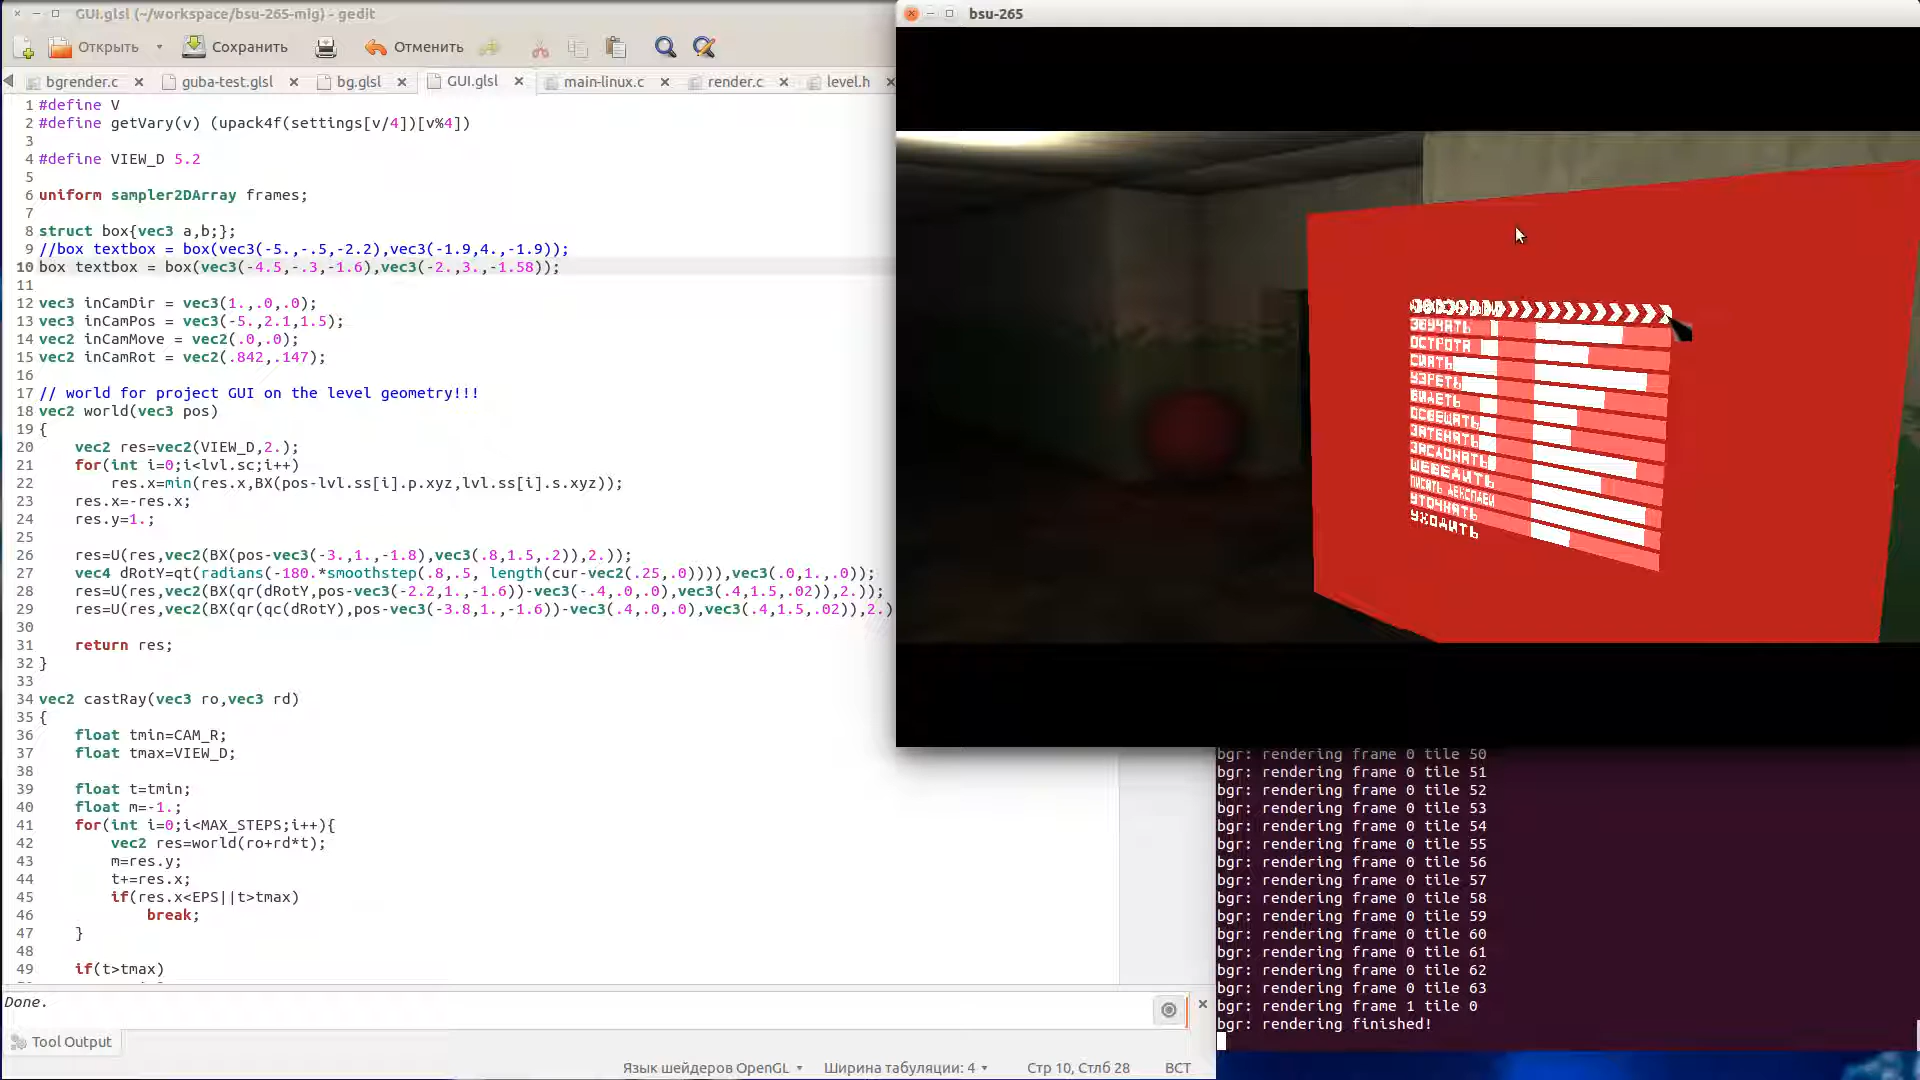 GUI.glsl (~/workspace/bsu-265-mlg) - gedit
Открыть Сохранить Отменить
bgrender.c guba-test.glsl bg.glsl GUI.glsl main-linux.c render.c level.h
1 #define V
2 #define getVary(v) (upack4f(settings[v/4])[v%4])
3
4 #define VIEW_D 5.2
5
6 uniform sampler2DArray frames;
7
8 struct box{vec3 a,b;};
9 //box textbox = box(vec3(-5.,-.5,-2.2),vec3(-1.9,4.,-1.9));
10 box textbox = box(vec3(-4.5,-.3,-1.6),vec3(-2.,3.,-1.58));
11
12 vec3 inCamDir = vec3(1.,.0,.0);
13 vec3 inCamPos = vec3(-5.,2.1,1.5);
14 vec2 inCamMove = vec2(.0,.0);
15 vec2 inCamRot = vec2(.842,.147);
16
17 // world for project GUI on the level geometry!!!
18 vec2 world(vec3 pos)
19 {
20 vec2 res=vec2(VIEW_D,2.);
21 for(int i=0;i<lvl.sc;i++)
22 res.x=min(res.x,BX(pos-lvl.ss[i].p.xyz,lvl.ss[i].s.xyz));
23 res.x=-res.x;
24 res.y=1.;
25
26 res=U(res,vec2(BX(pos-vec3(-3.,1.,-1.8),vec3(.8,1.5,.2)),2.));
27 vec4 dRotY=qt(radians(-180.*smoothstep(.8,.5, length(cur-vec2(.25,.0)))),vec3(.0,1.,.0));
28 res=U(res,vec2(BX(qr(dRotY,pos-vec3(-2.2,1.,-1.6))-vec3(-.4,.0,.0),vec3(.4,1.5,.02)),2.));
29 res=U(res,vec2(BX(qr(qc(dRotY),pos-vec3(-3.8,1.,-1.6))-vec3(.4,.0,.0),vec3(.4,1.5,.02)),2.)
30
31 return res;
32 }
33
34 vec2 castRay(vec3 ro,vec3 rd)
35 {
36 float tmin=CAM_R;
37 float tmax=VIEW_D;
38
39 float t=tmin;
40 float m=-1.;
41 for(int i=0;i<MAX_STEPS;i++){
42 vec2 res=world(ro+rd*t);
43 m=res.y;
44 t+=res.x;
45 if(res.x<EPS||t>tmax)
46 break;
47 }
48
49 if(t>tmax)
Done.
Tool Output
Язык шейдеров OpenGL Ширина табуляции: 4 Стр 10, Стлб 28 ВСТ
bsu-265
ЗВУЧАТЬ
ОСТРОТА
СИЯТЬ
УЗРЕТЬ
ВИДЕТЬ
ОСВЕЩАТЬ
ЗАТЕНЯТЬ
ЗАСЛОНЯТЬ
ШЕВЕЛИТЬ
ПИСАТЬ
УТОЧНЯТЬ
УХОДИТЬ
bgr: rendering frame 0 tile 50
bgr: rendering frame 0 tile 51
bgr: rendering frame 0 tile 52
bgr: rendering frame 0 tile 53
bgr: rendering frame 0 tile 54
bgr: rendering frame 0 tile 55
bgr: rendering frame 0 tile 56
bgr: rendering frame 0 tile 57
bgr: rendering frame 0 tile 58
bgr: rendering frame 0 tile 59
bgr: rendering frame 0 tile 60
bgr: rendering frame 0 tile 61
bgr: rendering frame 0 tile 62
bgr: rendering frame 0 tile 63
bgr: rendering frame 1 tile 0
bgr: rendering finished!